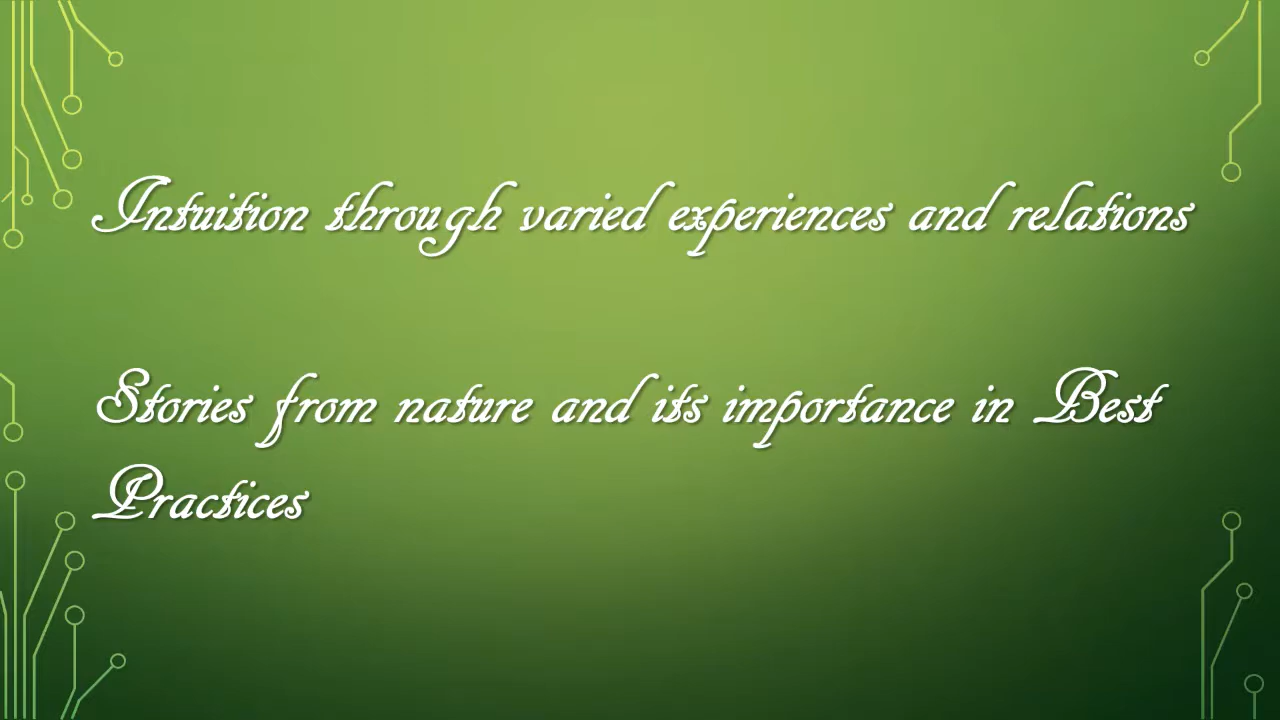 Intuition through varied experiences and relations
Stories from nature and its importance in Best
Practices